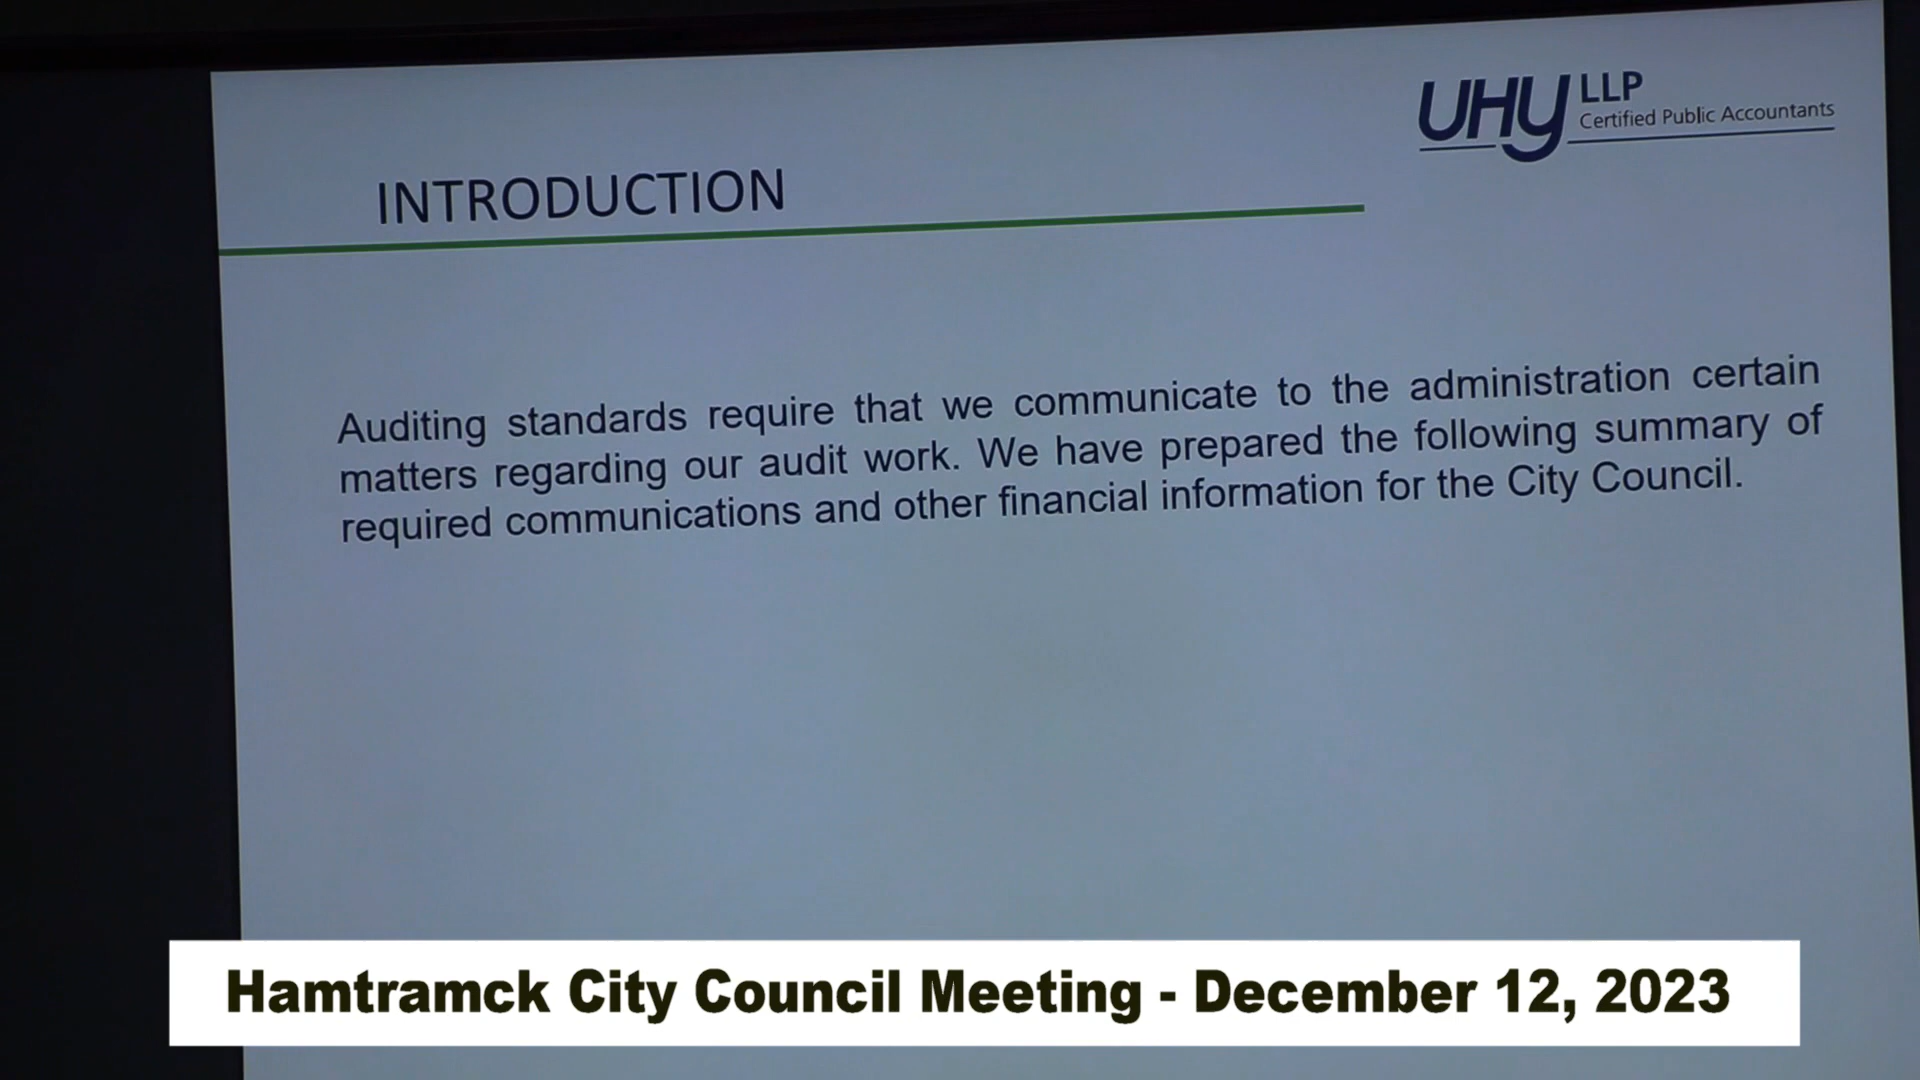 UHY LLP
Certified Public Accountants
INTRODUCTION
Auditing standards require that we communicate to the administration certain
matters regarding our audit work. We have prepared the following summary of
required communications and other financial information for the City Council.
Hamtramck City Council Meeting - December 12, 2023